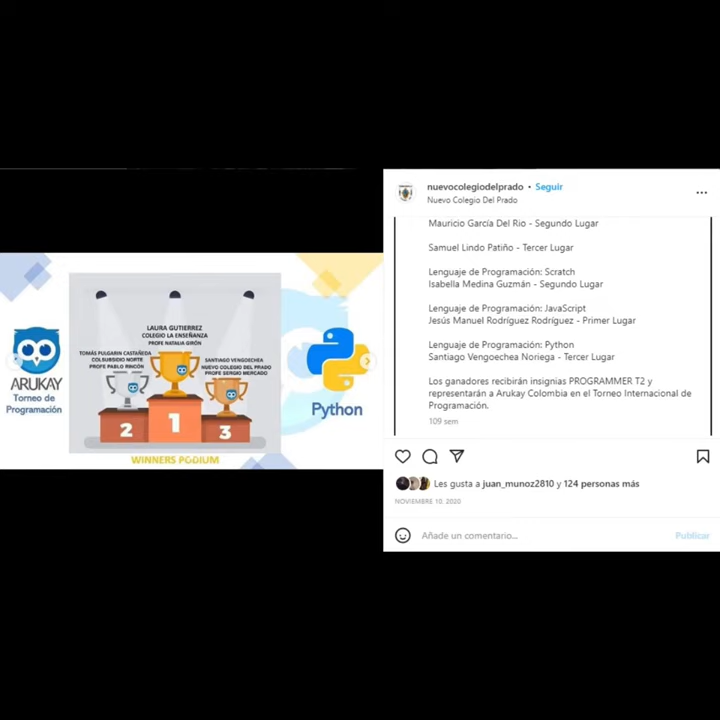 ARUKAY
Torneo de
Programación
LAURA GUTIERREZ
COLEGIO LA ENSEÑANZA
PROFE NATALIA GIRÓN
TOMÁS PULGARIN CASTAÑEDA
COLSUBSIDIO NORTE
PROFE PABLO RINCÓN
SANTIAGO VENGOECHEA
NUEVO COLEGIO DEL PRADO
PROFE SERGIO MERCADO
2
1
3
WINNERS PODIUM
Python
nuevocolegiodelprado • Seguir
Nuevo Colegio Del Prado
Mauricio García Del Rio - Segundo Lugar
Samuel Lindo Patiño - Tercer Lugar
Lenguaje de Programación: Scratch
Isabella Medina Guzmán - Segundo Lugar
Lenguaje de Programación: JavaScript
Jesús Manuel Rodríguez Rodríguez - Primer Lugar
Lenguaje de Programación: Python
Santiago Vengoechea Noriega - Tercer Lugar
Los ganadores recibirán insignias PROGRAMMER T2 y
representarán a Arukay Colombia en el Torneo Internacional de
Programación.
109 sem
Les gusta a juan_munoz2810 y 124 personas más
NOVIEMBRE 10, 2020
Añade un comentario...
Publicar